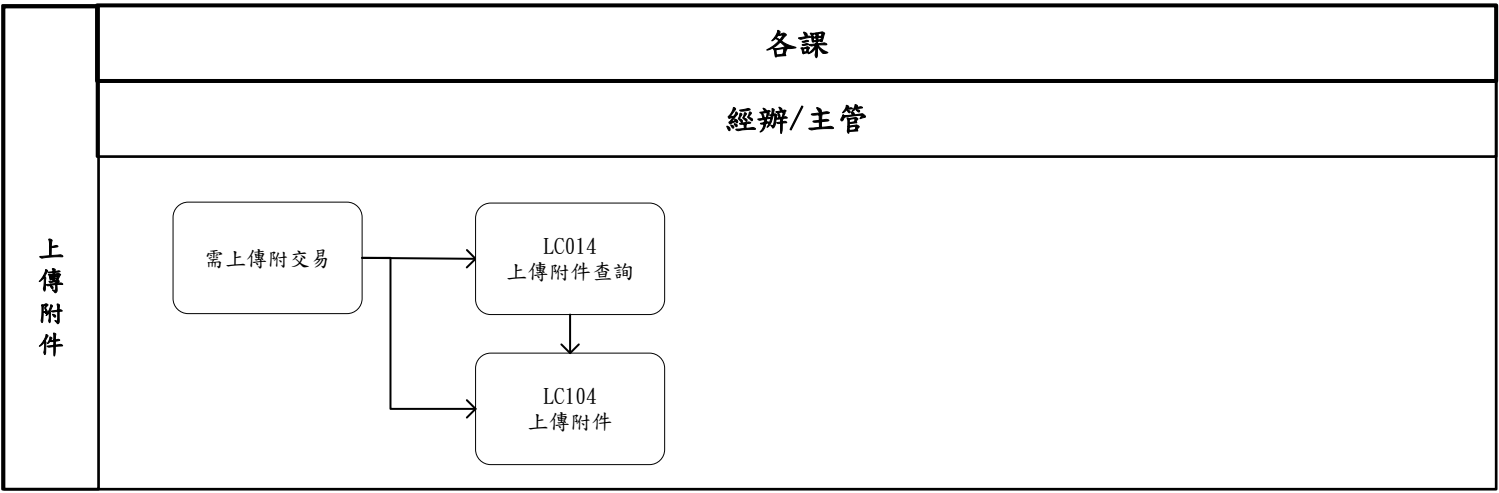 各課
經辦/主管
上
傳
附
件
需上傳附交易
LC014
上傳附件查詢
LC104
上傳附件